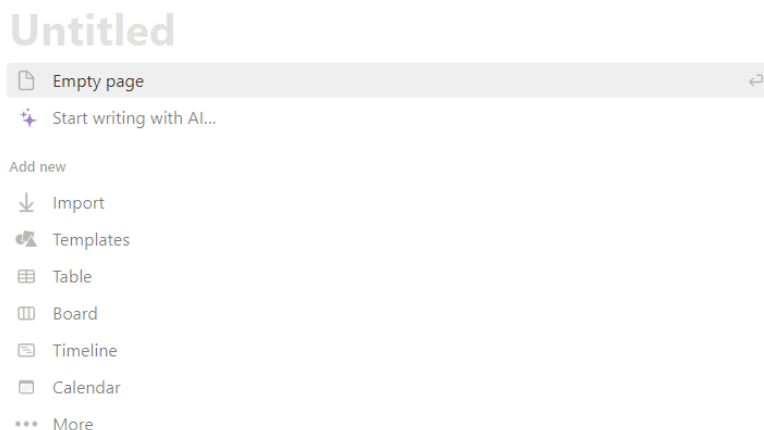 Untitled
Empty page
Start writing with AI...
Add new
Import
Templates
Table
Board
Timeline
Calendar
More